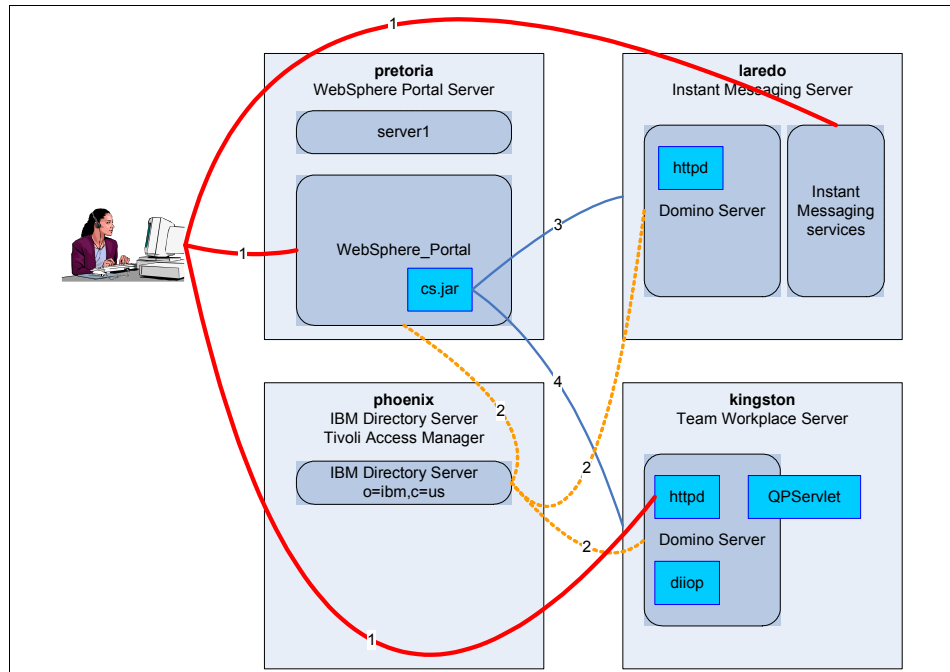 1
pretoria
WebSphere Portal Server
server1
WebSphere_Portal
cs.jar
1
laredo
Instant Messaging Server
httpd
Domino Server
Instant
Messaging
services
3
4
phoenix
IBM Directory Server
Tivoli Access Manager
IBM Directory Server
o=ibm,c=us
2
2
2
1
kingston
Team Workplace Server
httpd
QPServlet
Domino Server
diiop